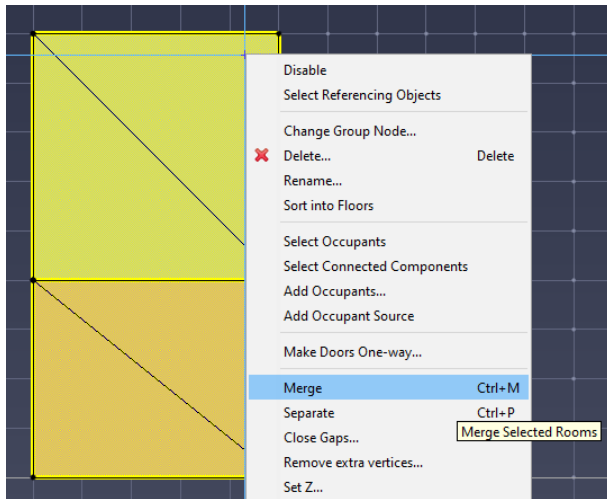 Disable
Select Referencing Objects
Change Group Node...
Delete... Delete
Rename...
Sort into Floors
Select Occupants
Select Connected Components
Add Occupants...
Add Occupant Source
Make Doors One-way...
Merge Ctrl+M
Separate Ctrl+P
Merge Selected Rooms
Close Gaps...
Remove extra vertices...
Set Z...